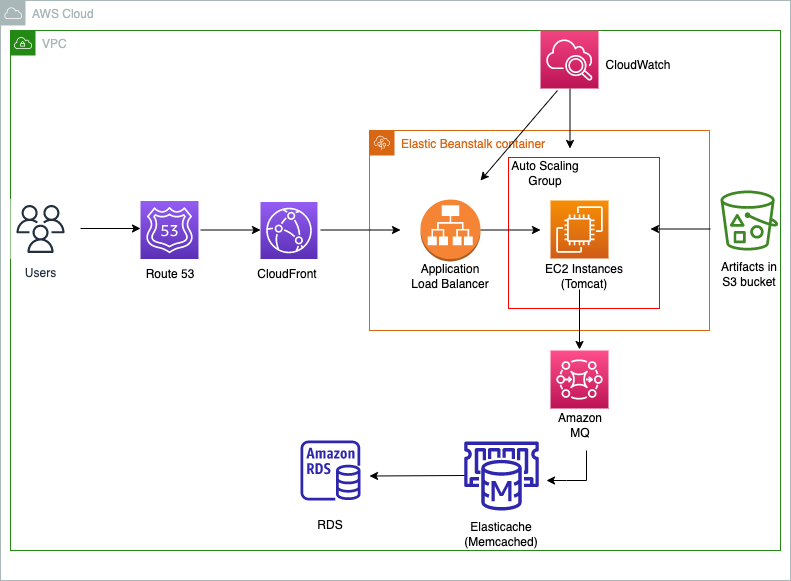 AWS Cloud
VPC
CloudWatch
Elastic Beanstalk container
Auto Scaling
Group
53
Users
Route 53
CloudFront
Application
Load Balancer
EC2 Instances
(Tomcat)
Artifacts in
S3 bucket
Amazon
MQ
Amazon
RDS
M
RDS
Elasticache
(Memcached)